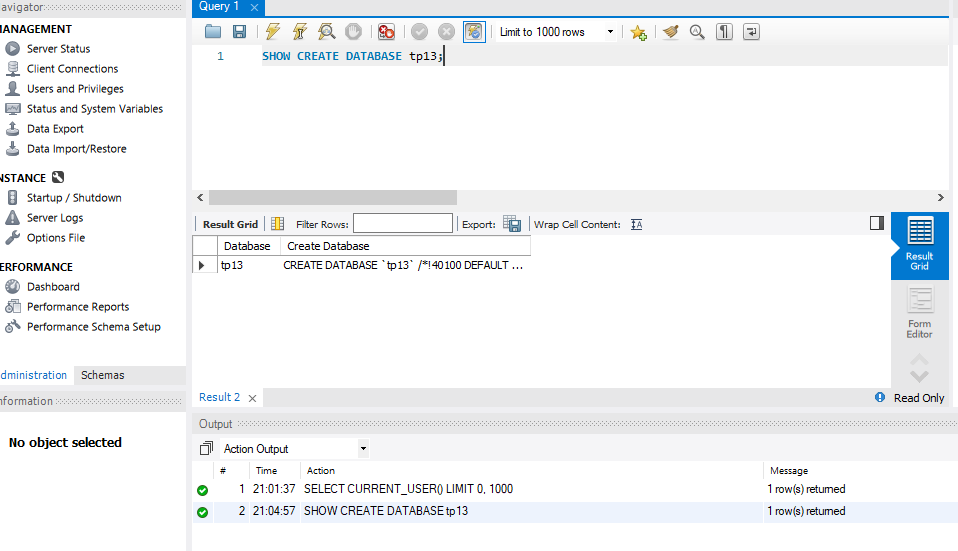 avigator
Query 1
MANAGEMENT
Server Status
Client Connections
Users and Privileges
Status and System Variables
Data Export
Data Import/Restore
NSTANCE
Startup / Shutdown
Server Logs
Options File
PERFORMANCE
Dashboard
Performance Reports
Performance Schema Setup
dministration Schemas
nformation
No object selected
Limit to 1000 rows
1 SHOW CREATE DATABASE tp13;
Result Grid Filter Rows: Export: Wrap Cell Content:
Database Create Database
tp13 CREATE DATABASE `tp13` /*!40100 DEFAULT ...
Result Grid
Form Editor
Result 2 Read Only
Output
Action Output
# Time Action Message
1 21:01:37 SELECT CURRENT_USER() LIMIT 0, 1000 1 row(s) returned
2 21:04:57 SHOW CREATE DATABASE tp13 1 row(s) returned